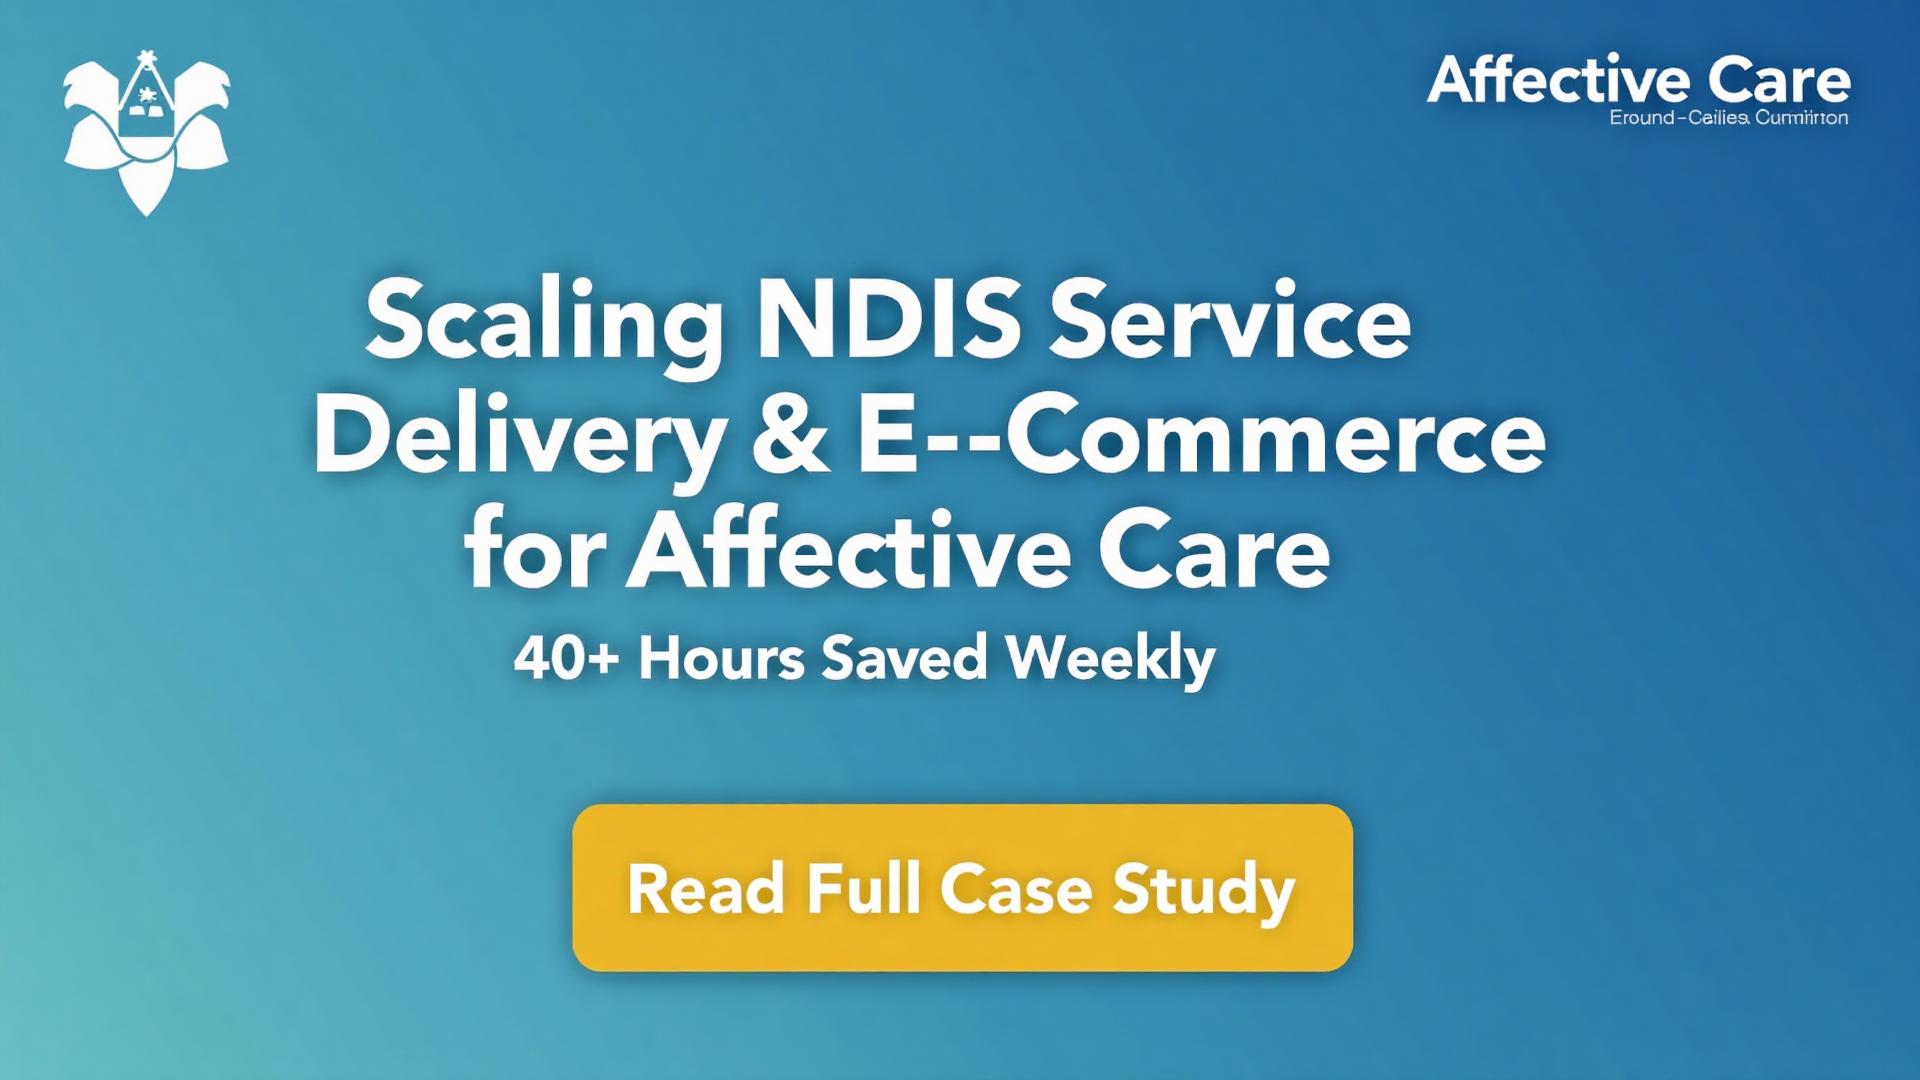 Affective Care
Scaling NDIS Service
Delivery & E--Commerce
for Affective Care
40+ Hours Saved Weekly
Read Full Case Study